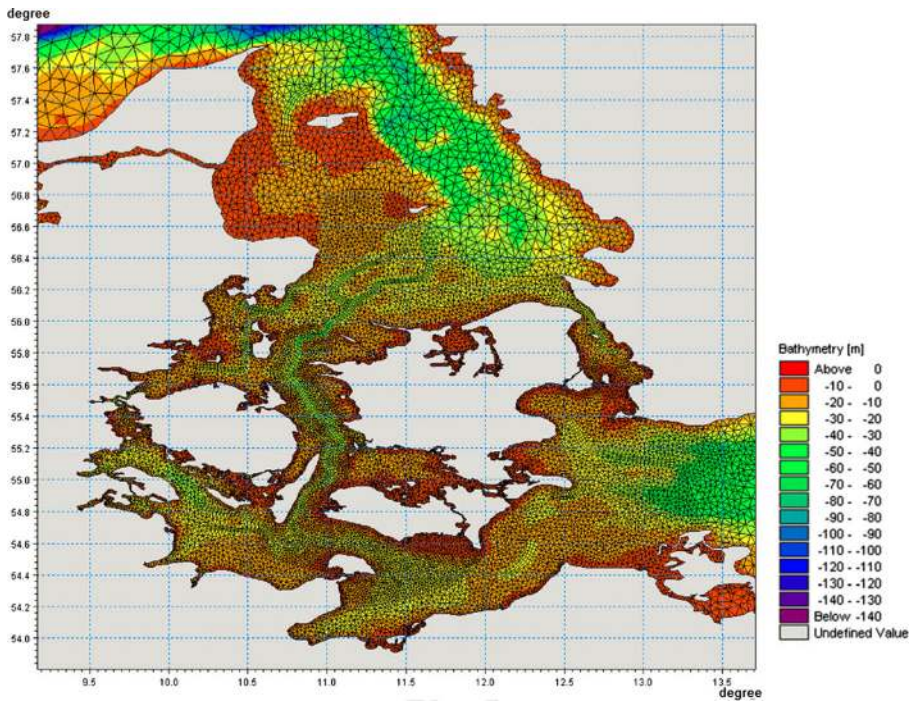 degree
57.8
57.6
57.4
57.2
57.0
56.8
56.6
56.4
56.2
56.0
55.8
55.6
55.4
55.2
55.0
54.8
54.6
54.4
54.2
54.0
9.5 10.0 10.5 11.0 11.5 12.0 12.5 13.0 13.5
degree
Bathymetry [m]
Above 0
-10 - 0
-20 - -10
-30 - -20
-40 - -30
-50 - -40
-60 - -50
-70 - -60
-80 - -70
-90 - -80
-100 - -90
-110 - -100
-120 - -110
-130 - -120
-140 - -130
Below -140
Undefined Value